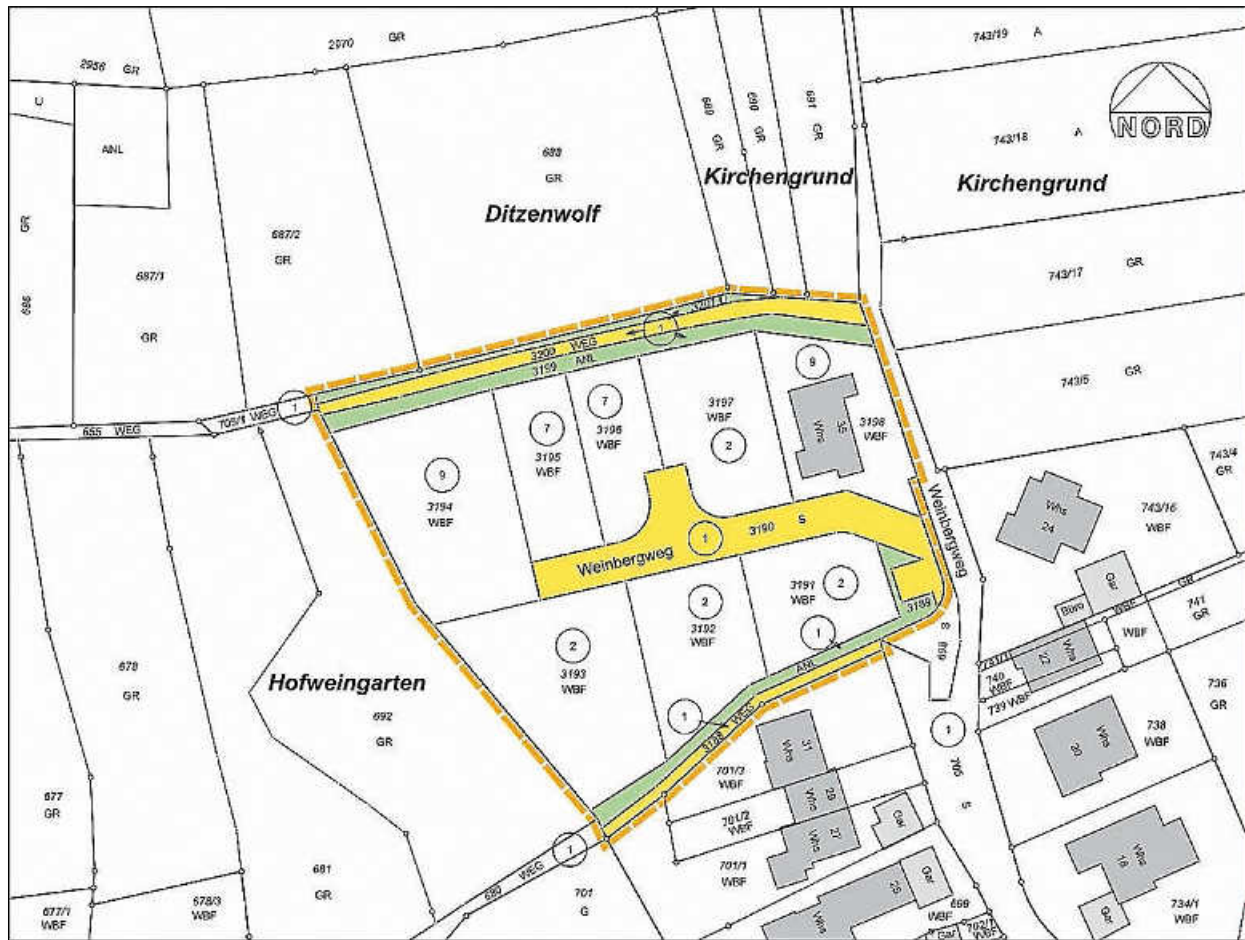 2956 GR
2970 GR
743/19 A
U
ANL
689 GR
690 GR
691 GR
NORD
743/18 A
688
GR
Kirchengrund
Kirchengrund
Ditzenwolf
GR
686
687/2
GR
687/1
GR
743/17 GR
743/5 GR
1
3200 WEG
3199 ANL
1
705/1 WEG
655 WEG
9
7
7
3197
WBF
3196
WBF
3195
WBF
2
Whs
35
3198
WBF
9
3194
WBF
743/4
GR
Weinbergweg
Whs
24
743/16
WBF
Weinbergweg
1
3190 S
3191
WBF
2
2
3192
WBF
3189
1
ANL
Gar
Büro
WBF
GR
741
GR
WBF
Whs
22
740
WBF
739 WBF
679
GR
Hofweingarten
2
3193
WBF
692
GR
1
3188 WEG
736
GR
738
WBF
Whs
20
1
705 S
31
Whs
701/3
WBF
29
Whs
27
701/2
WBF
677
GR
Gar
701/1
WBF
1
680 WEG
681
GR
Whs
18
Gar
25
Whs
701
G
677/1
WBF
678/3
WBF
699
WBF
Gar
702/1
WBF
Gar
734/1
WBF